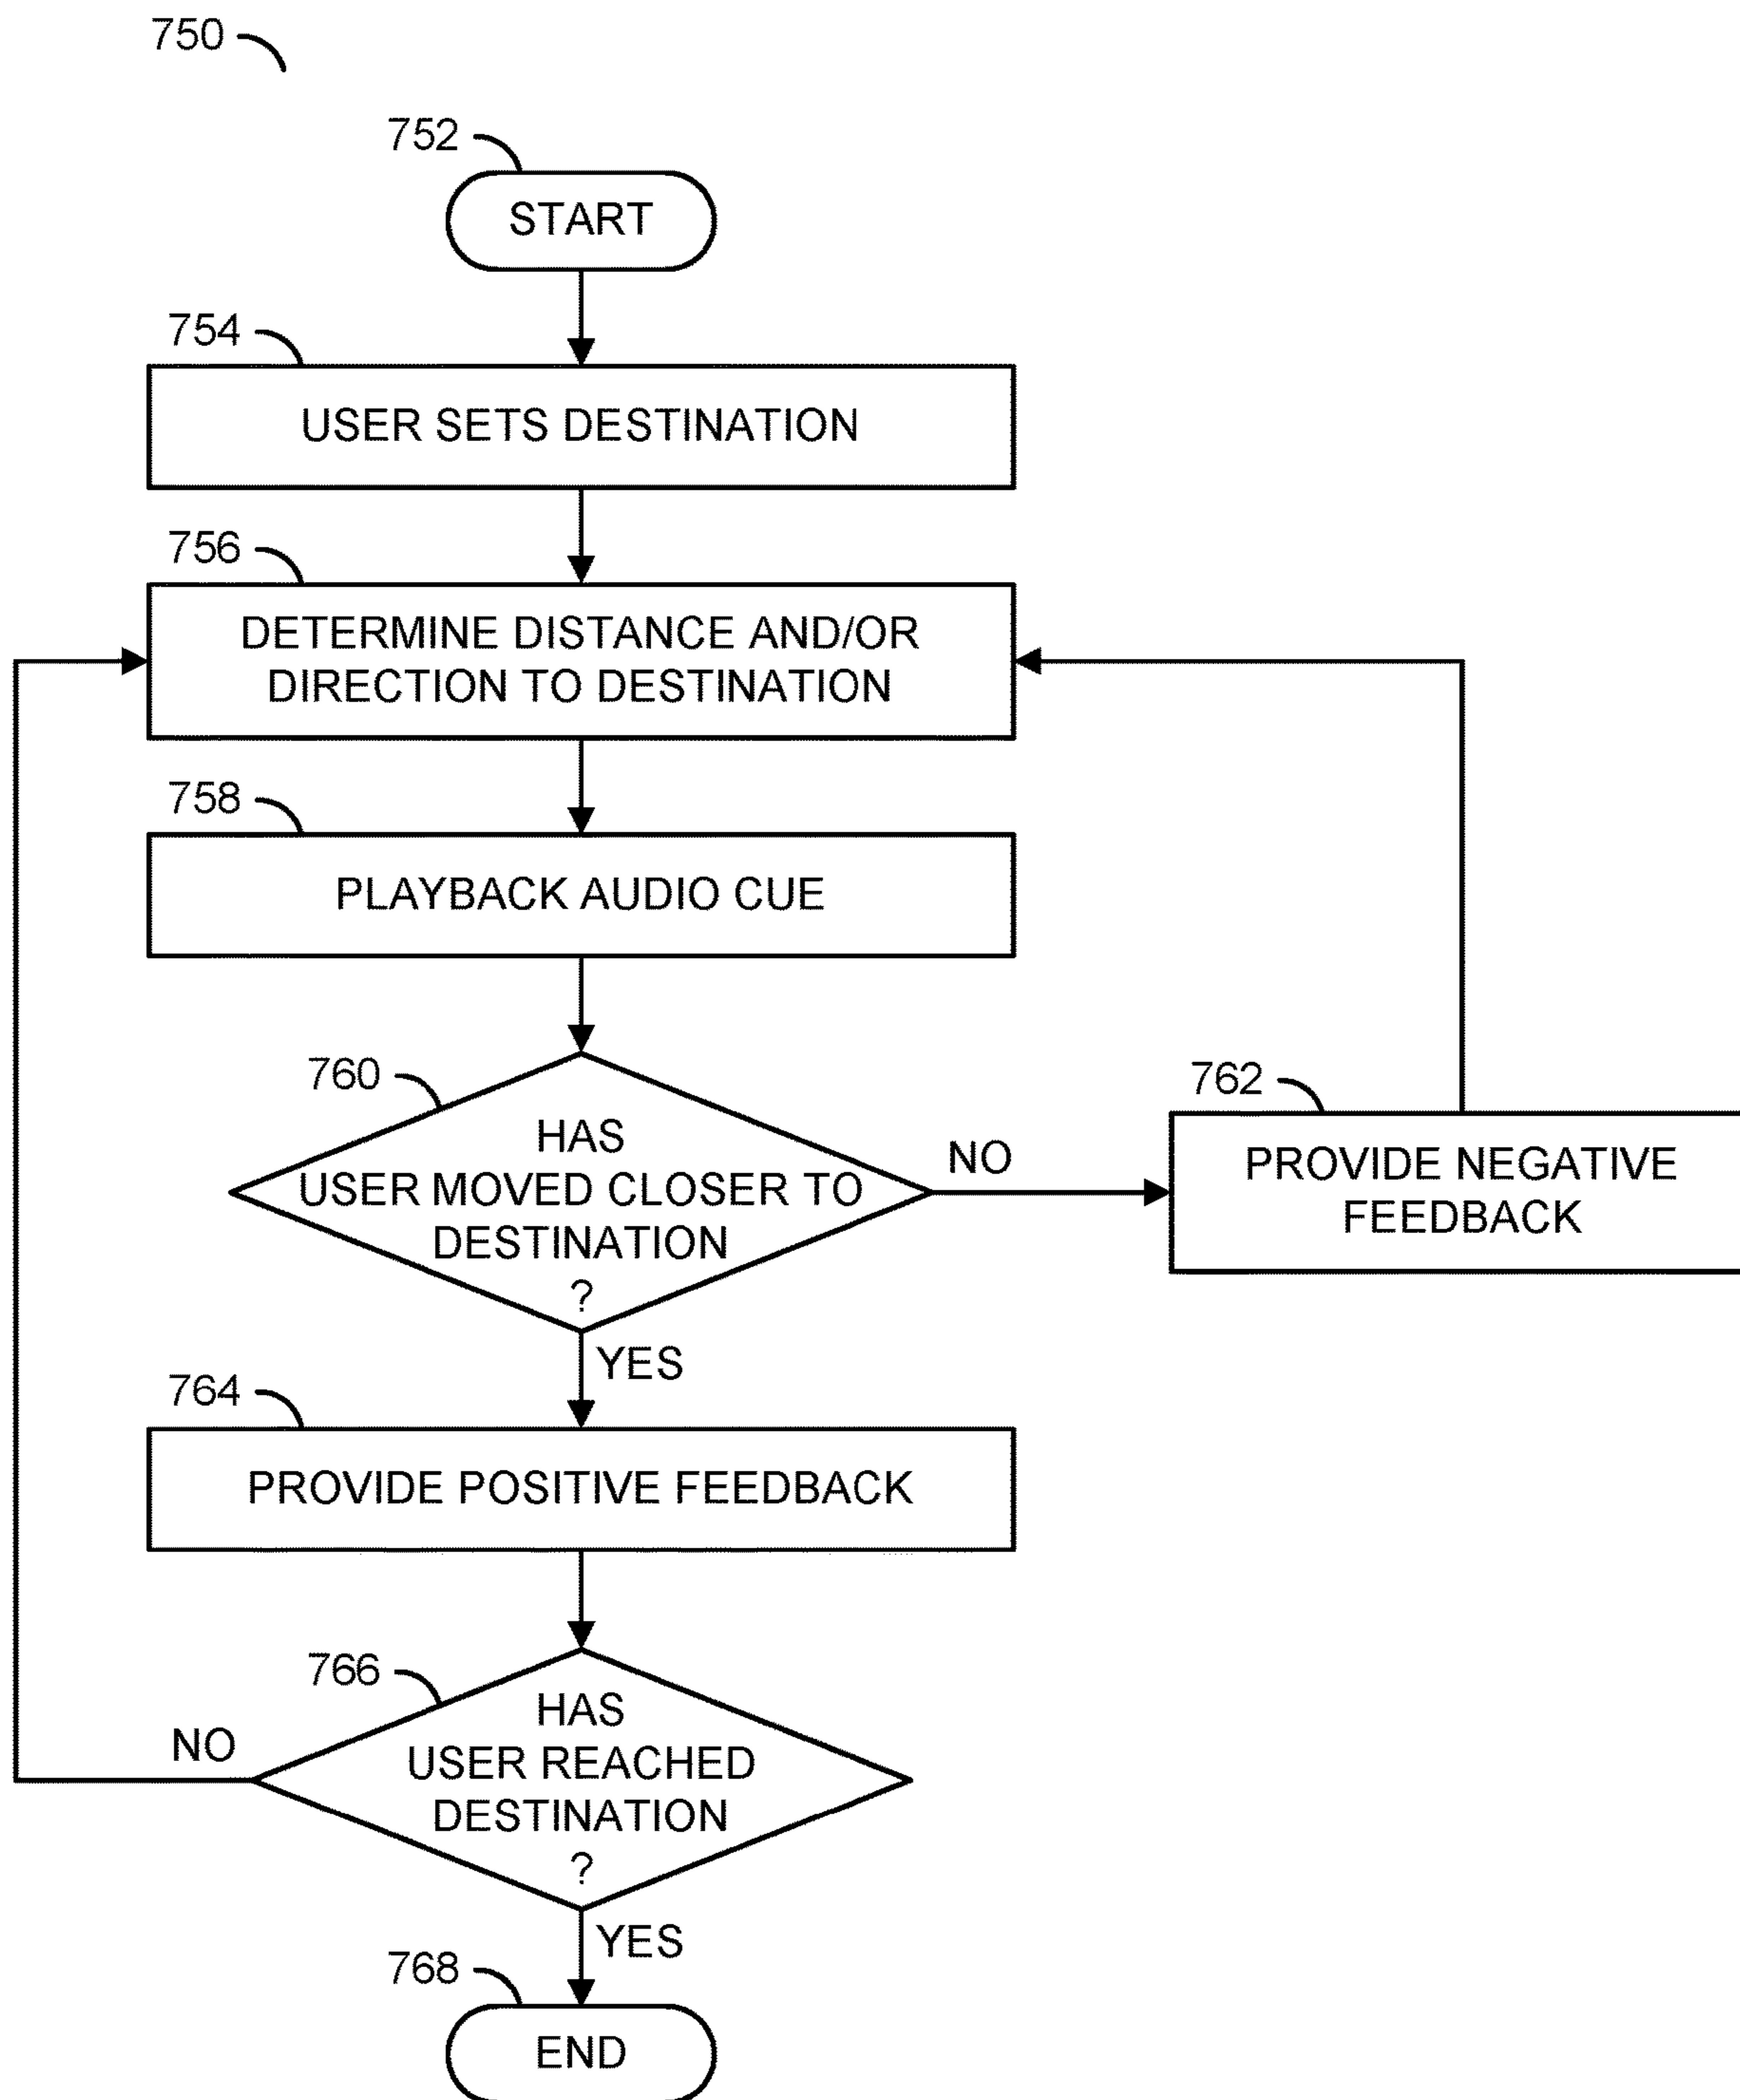 750
752
START
754
USER SETS DESTINATION
756
DETERMINE DISTANCE AND/OR
DIRECTION TO DESTINATION
758
PLAYBACK AUDIO CUE
760
HAS
USER MOVED CLOSER TO
DESTINATION
?
NO
762
PROVIDE NEGATIVE
FEEDBACK
YES
764
PROVIDE POSITIVE FEEDBACK
766
HAS
USER REACHED
DESTINATION
?
NO
YES
768
END